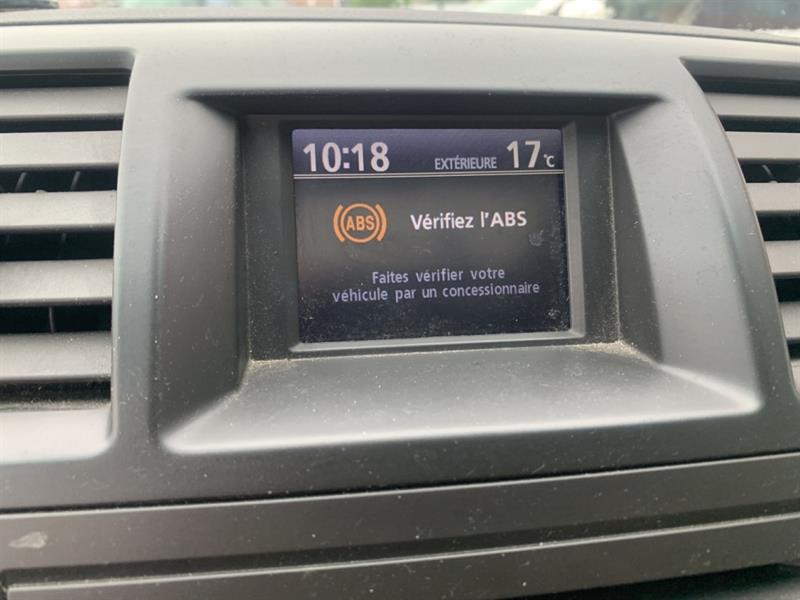 10:18 EXTÉRIEURE 17°C
ABS Vérifiez l'ABS
Faites vérifier votre
véhicule par un concessionnaire